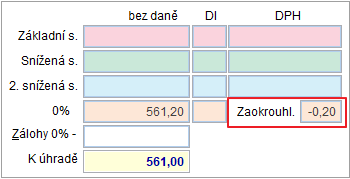 bez daně DI DPH
Základní s.
Snížená s.
2. snížená s.
0% 561,20 Zaokrouhl. -0,20
Zálohy 0% -
K úhradě 561,00